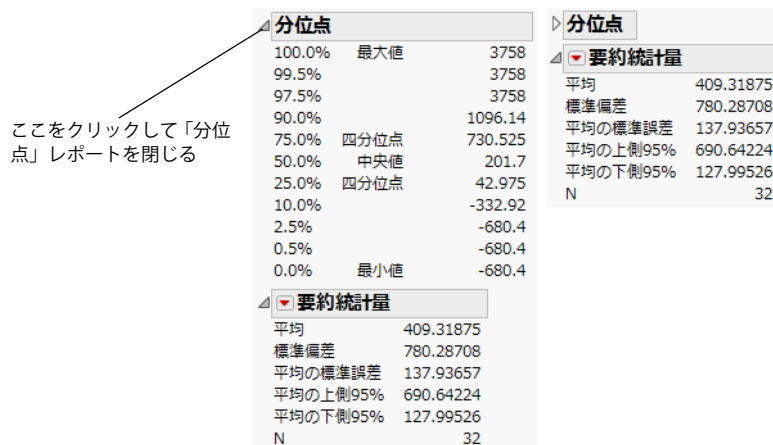 ここをクリックして「分位
点」レポートを閉じる
分位点
100.0% 最大値 3758
99.5% 3758
97.5% 3758
90.0% 1096.14
75.0% 四分位点 730.525
50.0% 中央値 201.7
25.0% 四分位点 42.975
10.0% -332.92
2.5% -680.4
0.5% -680.4
0.0% 最小値 -680.4
要約統計量
平均 409.31875
標準偏差 780.28708
平均の標準誤差 137.93657
平均の上側95% 690.64224
平均の下側95% 127.99526
N 32
分位点
要約統計量
平均 409.31875
標準偏差 780.28708
平均の標準誤差 137.93657
平均の上側95% 690.64224
平均の下側95% 127.99526
N 32